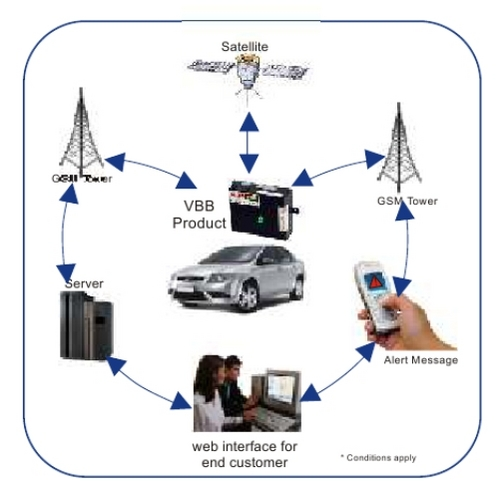 Satellite
GSM Tower
VBB
Product
GSM Tower
Server
Alert Message
web interface for
end customer
* Conditions apply